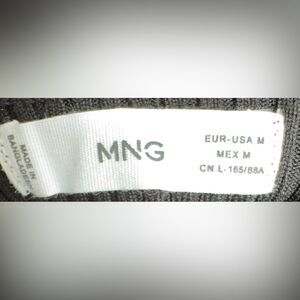 MADE IN
BANGLADESH
MNG
EUR-USA M
MEX M
CN L-165/88A